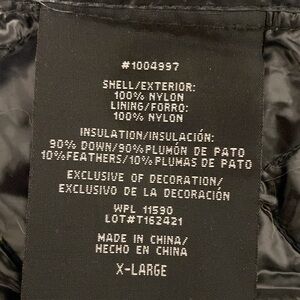 #1004997
SHELL/EXTERIOR:
100% NYLON
LINING/FORRO:
100% NYLON
INSULATION/INSULACIÓN:
90% DOWN/90%PLUMÓN DE PATO
10%FEATHERS/10%PLUMAS DE PATO
EXCLUSIVE OF DECORATION/
EXCLUSIVO DE LA DECORACIÓN
WPL 11590
LOT#T162421
MADE IN CHINA/
HECHO EN CHINA
X-LARGE